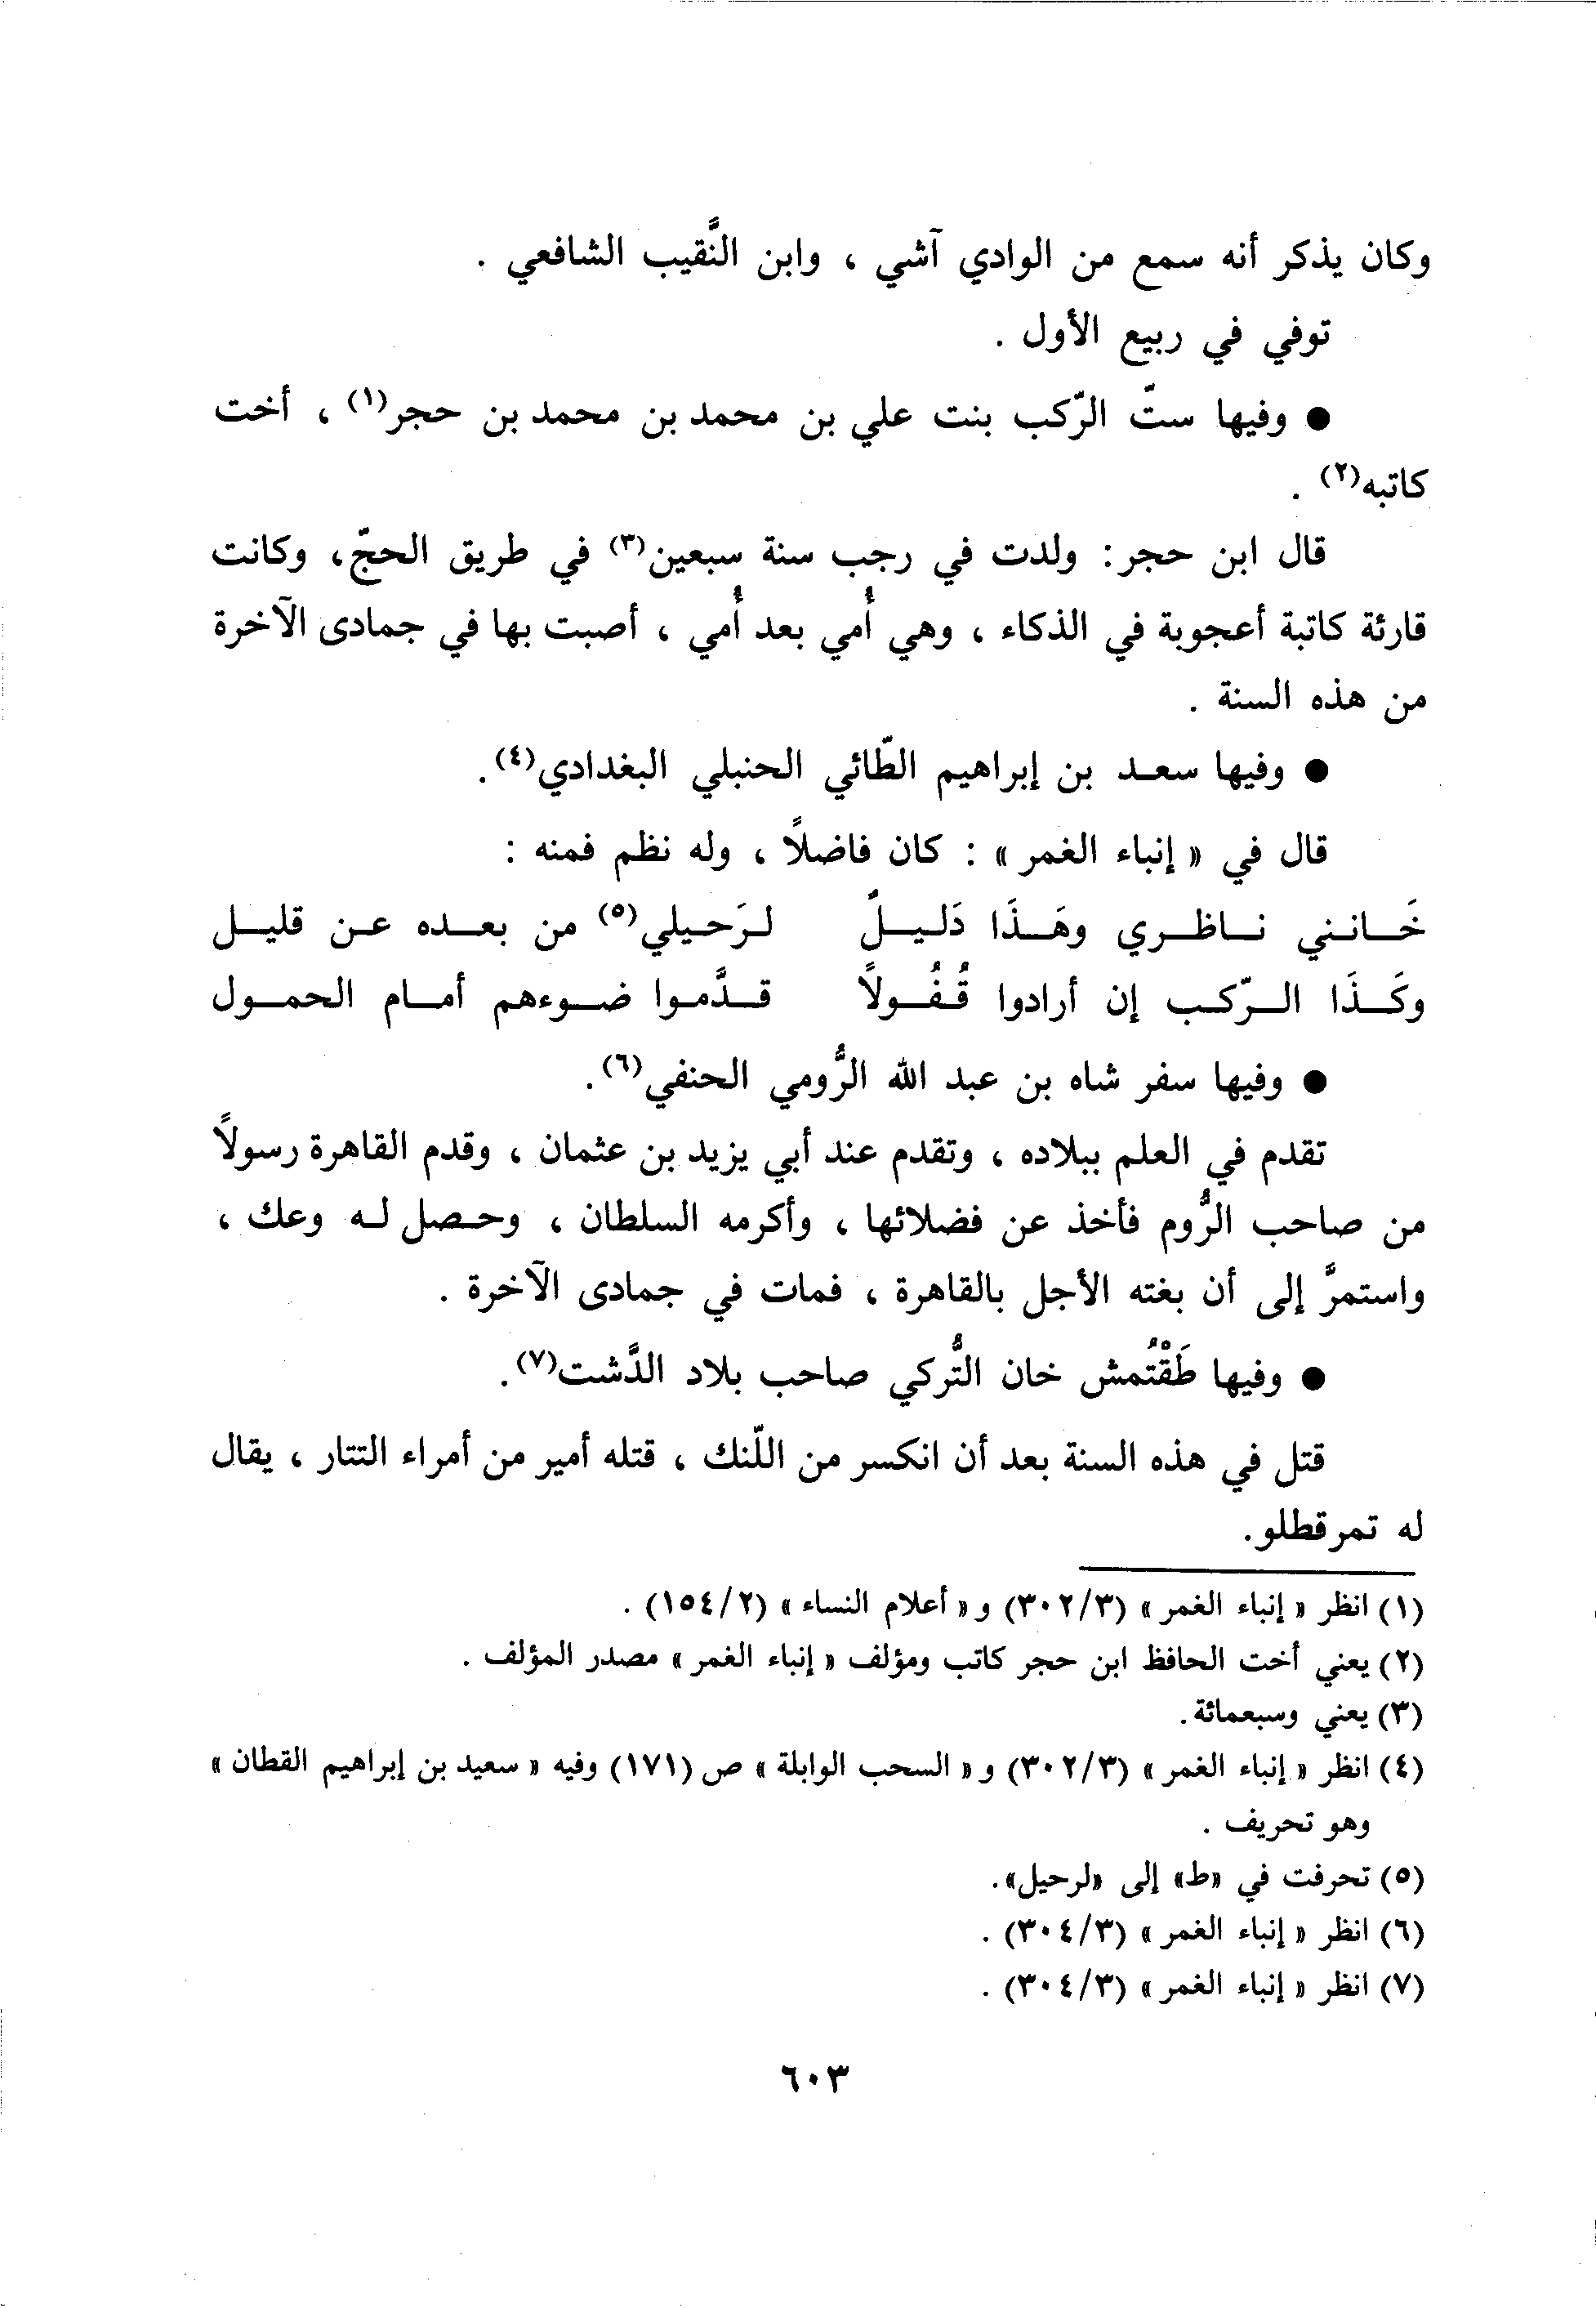 وكان يذكر أنه سمع من الوادي آشي ، وابن النَّقيب الشافعي .
توفي في ربيع الأول .
● وفيها ستّ الرّكب بنت علي بن محمد بن محمد بن حجر(١) ، أخت
كاتبه(٢) .
قال ابن حجر: ولدت في رجب سنة سبعين(٣) في طريق الحجّ، وكانت
قارئة كاتبة أعجوبة في الذكاء ، وهي أُمي بعد أُمي ، أصبت بها في جمادى الآخرة
من هذه السنة .
● وفيها سعد بن إبراهيم الطّائي الحنبلي البغدادي(٤).
قال في « إنباء الغمر » : كان فاضلاً ، وله نظم فمنه :
خَانني ناظري وهَذَا دَليلٌ لرَحيلي(٥) من بعده عن قليل
وكَذَا الرّكب إن أرادوا قُفُولاً قدَّموا ضوءهم أمام الحمول
● وفيها سفر شاه بن عبد الله الرُّومي الحنفي(٦).
تقدم في العلم ببلاده ، وتقدم عند أبي يزيد بن عثمان ، وقدم القاهرة رسولاً
من صاحب الرُّوم فأخذ عن فضلائها ، وأكرمه السلطان ، وحصل له وعك ،
واستمرَّ إلى أن بغته الأجل بالقاهرة ، فمات في جمادى الآخرة .
● وفيها طَقْتُمش خان التُّركي صاحب بلاد الدَّشت(٧).
قتل في هذه السنة بعد أن انكسر من اللّنك ، قتله أمير من أمراء التتار ، يقال
له تمرقطلو.
(١) انظر « إنباء الغمر » (٣٠٢/٣) و« أعلام النساء » (١٥٤/٢) .
(٢) يعني أخت الحافظ ابن حجر كاتب ومؤلف « إنباء الغمر » مصدر المؤلف .
(٣) يعني وسبعمائة.
(٤) انظر « إنباء الغمر » (٣٠٢/٣) و« السحب الوابلة » ص (١٧١) وفيه « سعيد بن إبراهيم القطان »
وهو تحريف .
(٥) تحرفت في «ط» إلى «لرحيل».
(٦) انظر « إنباء الغمر » (٣٠٤/٣) .
(٧) انظر « إنباء الغمر » (٣٠٤/٣) .
٦٠٣